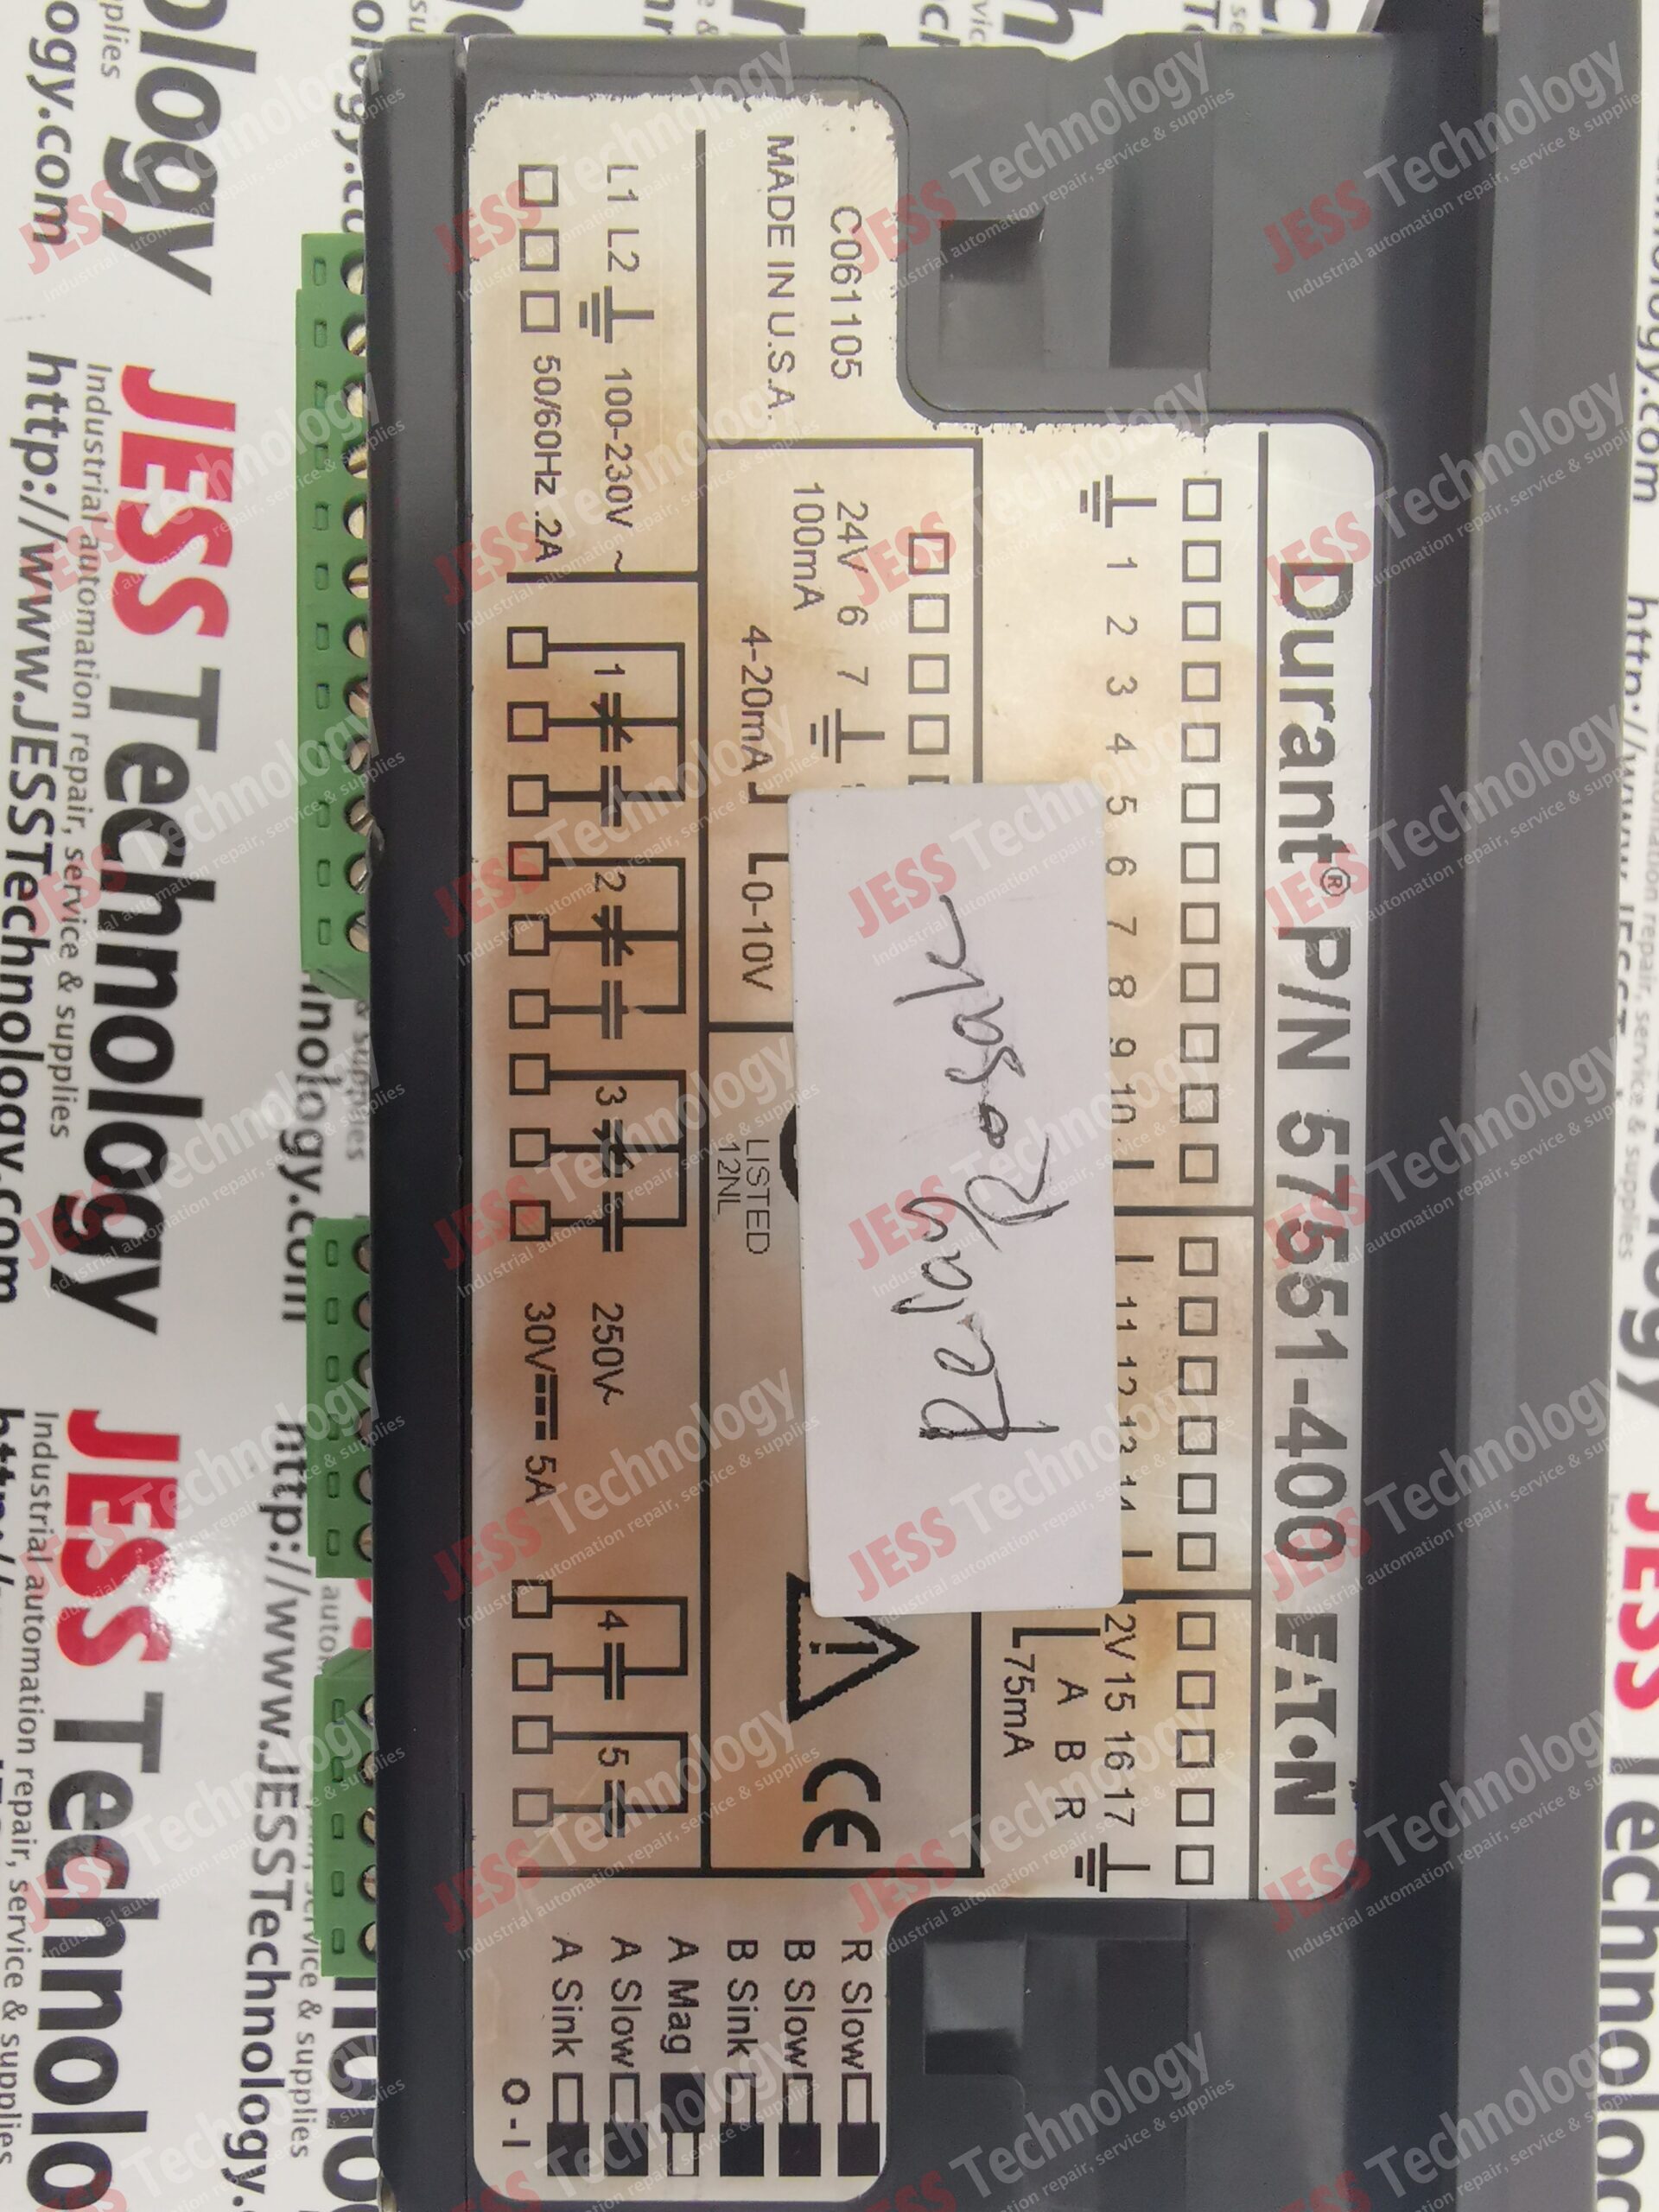 Durant® P/N 57551-400 EATON
1 2 3 4 5 6 7 8 9 10
11 12 13 14
2V 15 16 17
A B R
75mA
C061105
MADE IN U.S.A.
24V 6 7
100mA
4-20mA
0-10V
LISTED
12NL
CE
L1 L2
100-230V ~
50/60Hz .2A
1 2 3
250V~
30V 5A
4 5
R Slow
B Slow
B Sink
A Mag
A Slow
A Sink
O - I
JESS Technology
Industrial automation repair, service & supplies
http://www.JESSTechnology.com